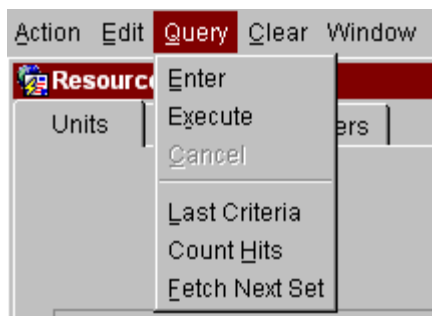 Action Edit Query Clear Window
Resource
Units
Enter
Execute
ers
Cancel
Last Criteria
Count Hits
Fetch Next Set